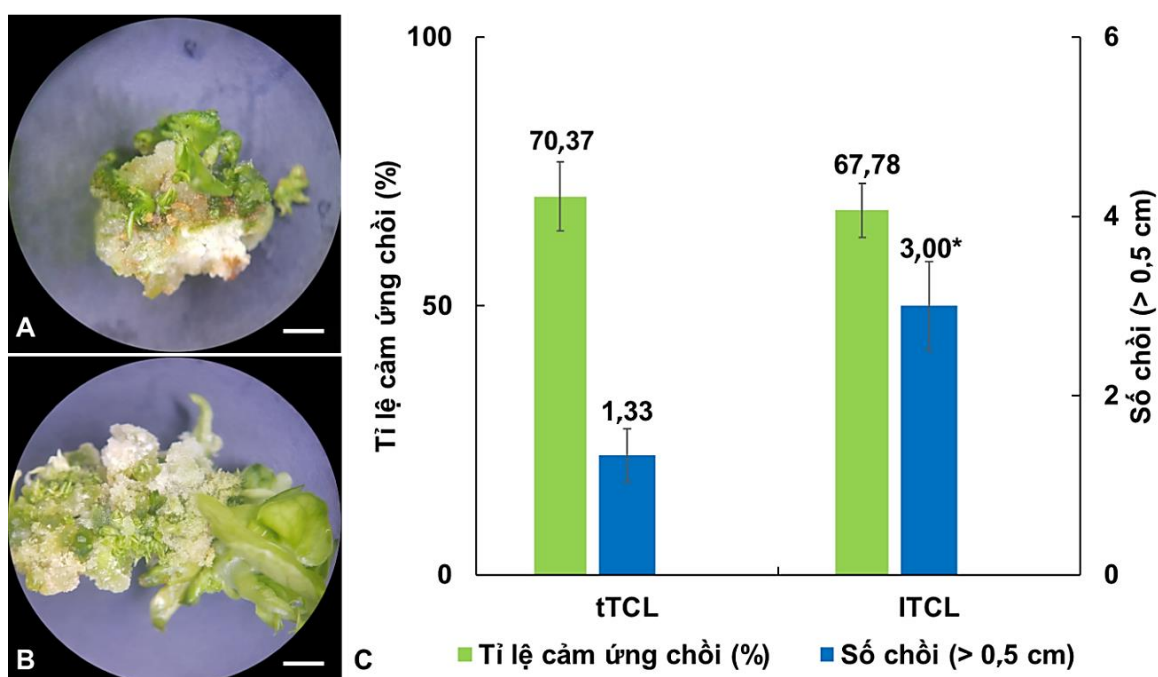 A
B
C
Tỉ lệ cảm ứng chồi (%)
100
50
0
70,37
1,33
67,78
3,00*
6
4
2
0
Số chồi (> 0,5 cm)
tTCL
lTCL
Tỉ lệ cảm ứng chồi (%)
Số chồi (> 0,5 cm)